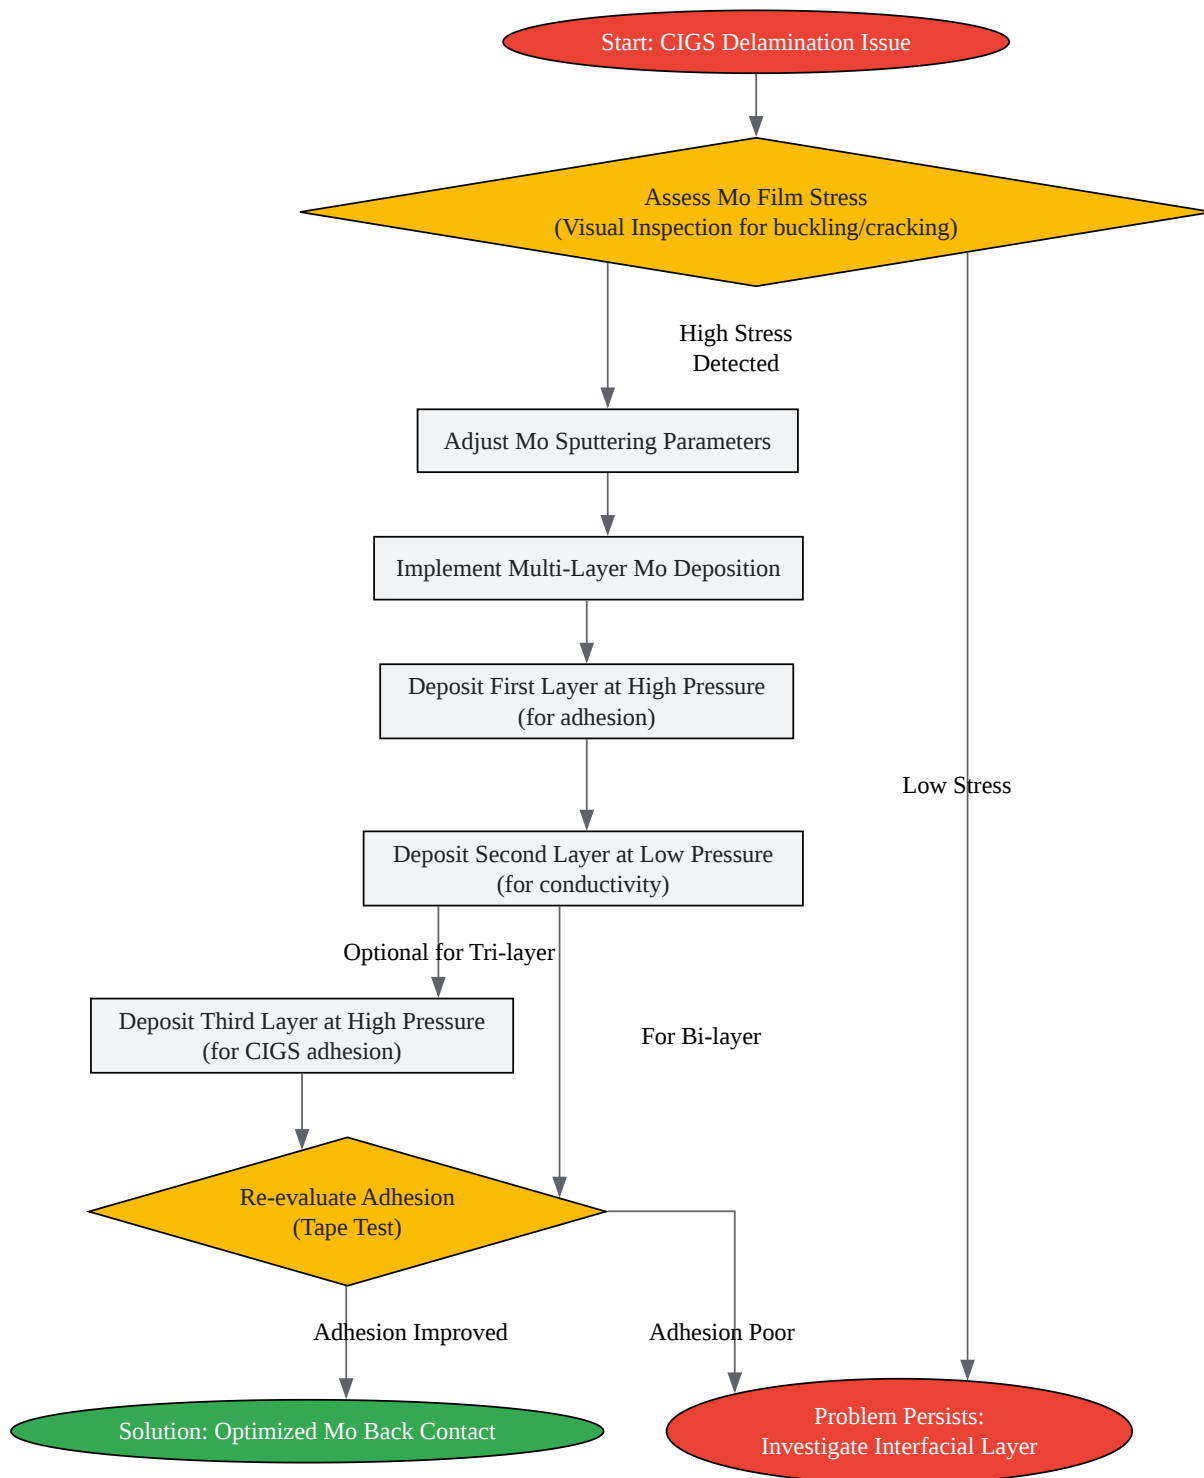 Start: CIGS Delamination Issue
Assess Mo Film Stress
(Visual Inspection for buckling/cracking)
High Stress
Detected
Adjust Mo Sputtering Parameters
Implement Multi-Layer Mo Deposition
Deposit First Layer at High Pressure
(for adhesion)
Low Stress
Deposit Second Layer at Low Pressure
(for conductivity)
Optional for Tri-layer
Deposit Third Layer at High Pressure
(for CIGS adhesion)
For Bi-layer
Re-evaluate Adhesion
(Tape Test)
Adhesion Improved
Adhesion Poor
Solution: Optimized Mo Back Contact
Problem Persists:
Investigate Interfacial Layer